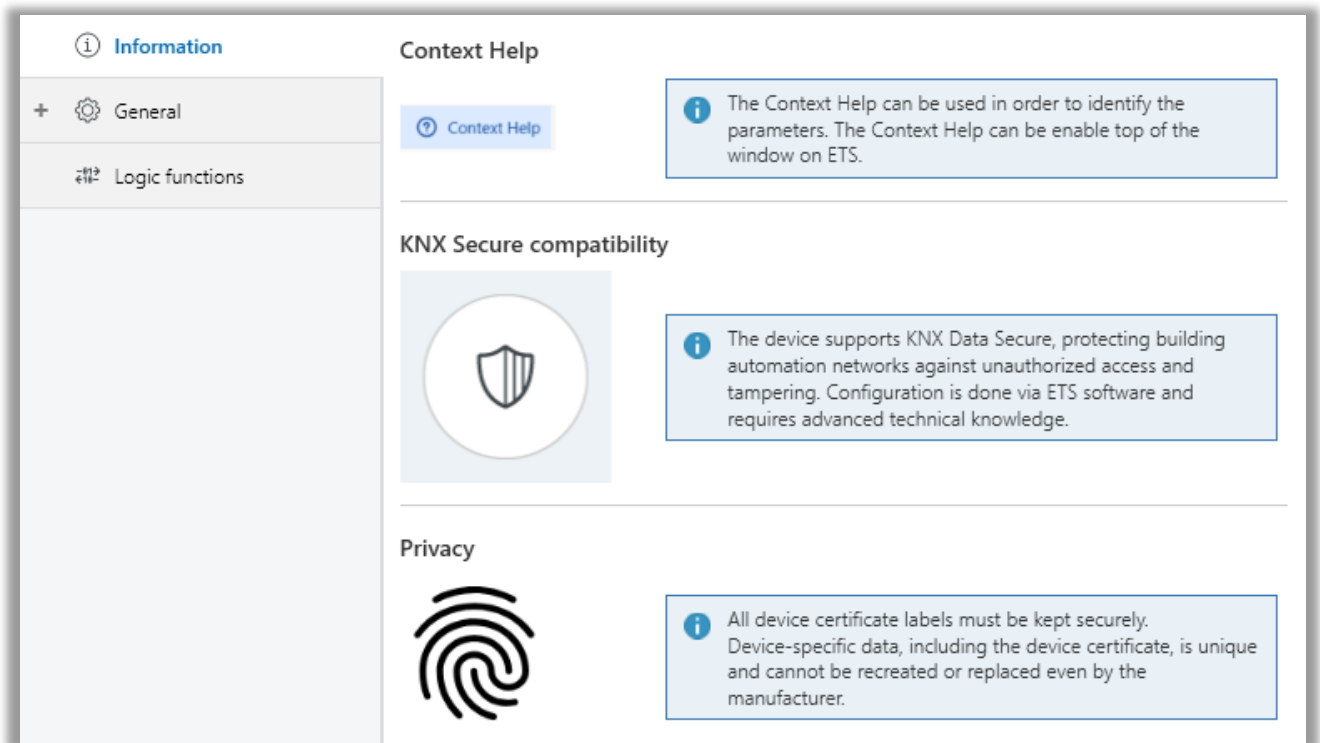 Information
+ General
Logic functions
Context Help
Context Help
The Context Help can be used in order to identify the
parameters. The Context Help can be enable top of the
window on ETS.
KNX Secure compatibility
The device supports KNX Data Secure, protecting building
automation networks against unauthorized access and
tampering. Configuration is done via ETS software and
requires advanced technical knowledge.
Privacy
All device certificate labels must be kept securely.
Device-specific data, including the device certificate, is unique
and cannot be recreated or replaced even by the
manufacturer.